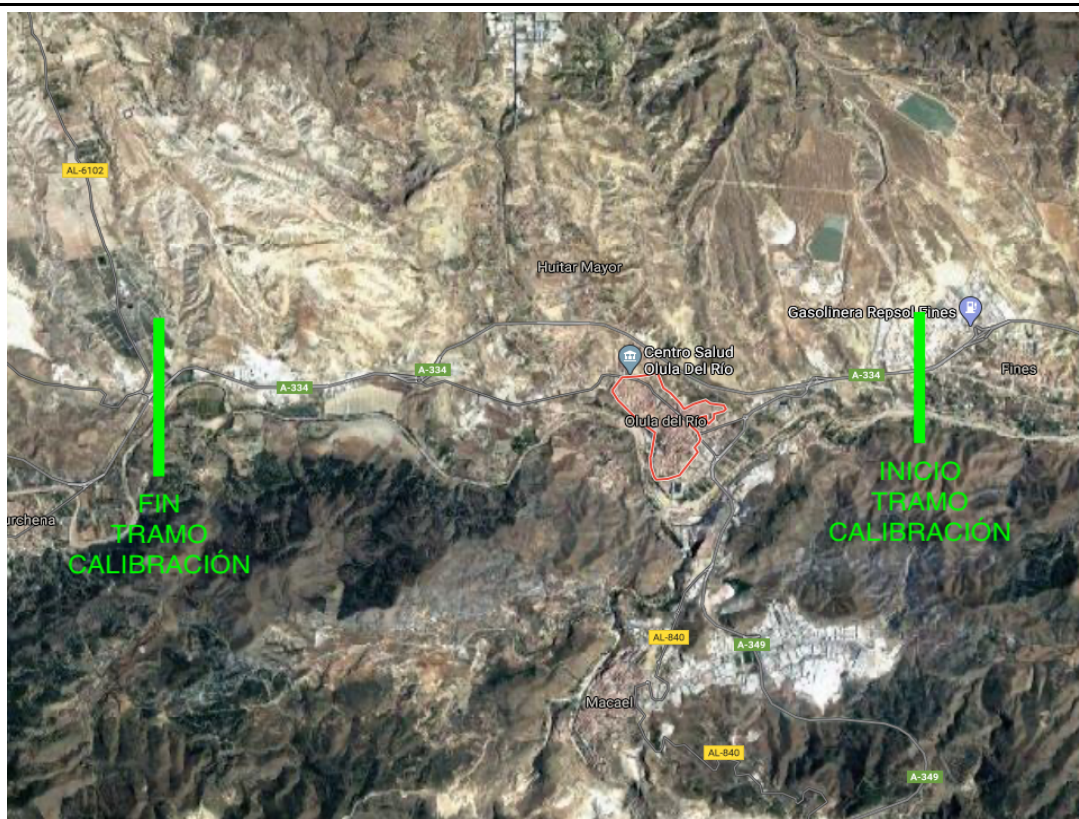 AL-6102
Huitar Mayor
Gasolinera Repsol Fines
Centro Salud
Olula Del Río
A-334
A-334
A-334
Fines
Olula del Río
INICIO
TRAMO
CALIBRACIÓN
FIN
TRAMO
CALIBRACIÓN
urchena
AL-840
A-349
Macael
AL-840
A-349